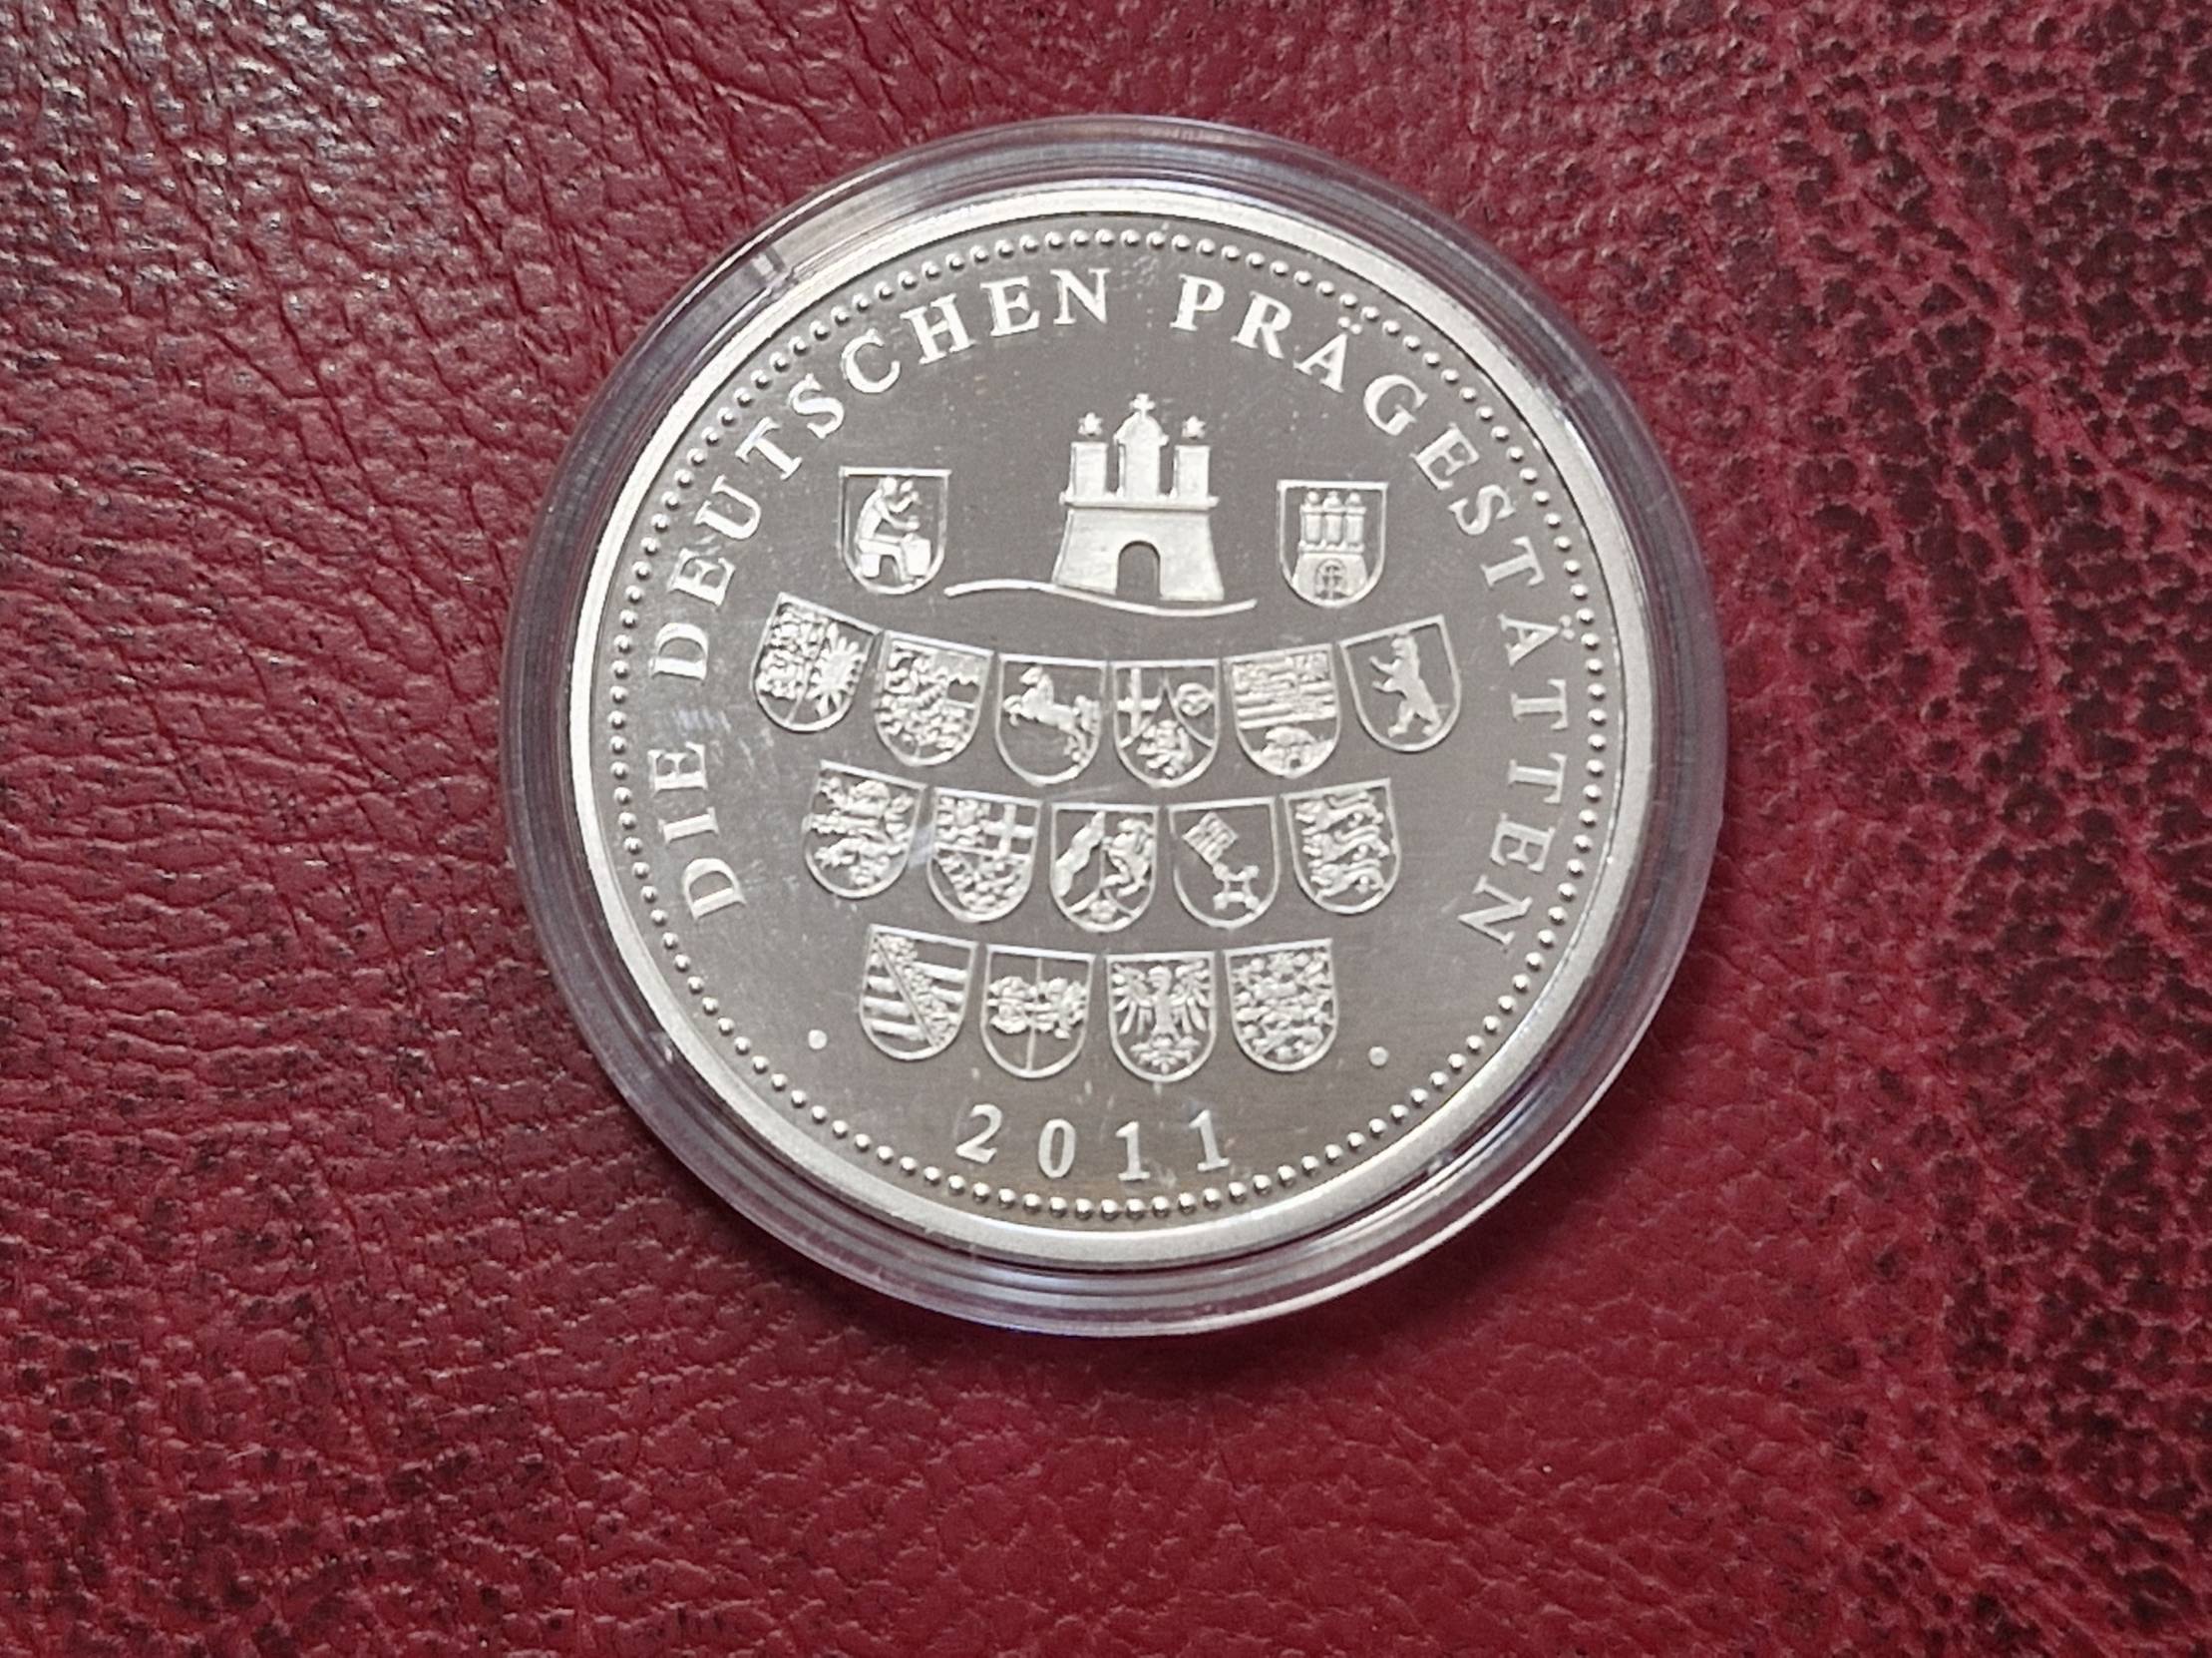 DIE DEUTSCHEN PRÄGESTÄTTEN
2011